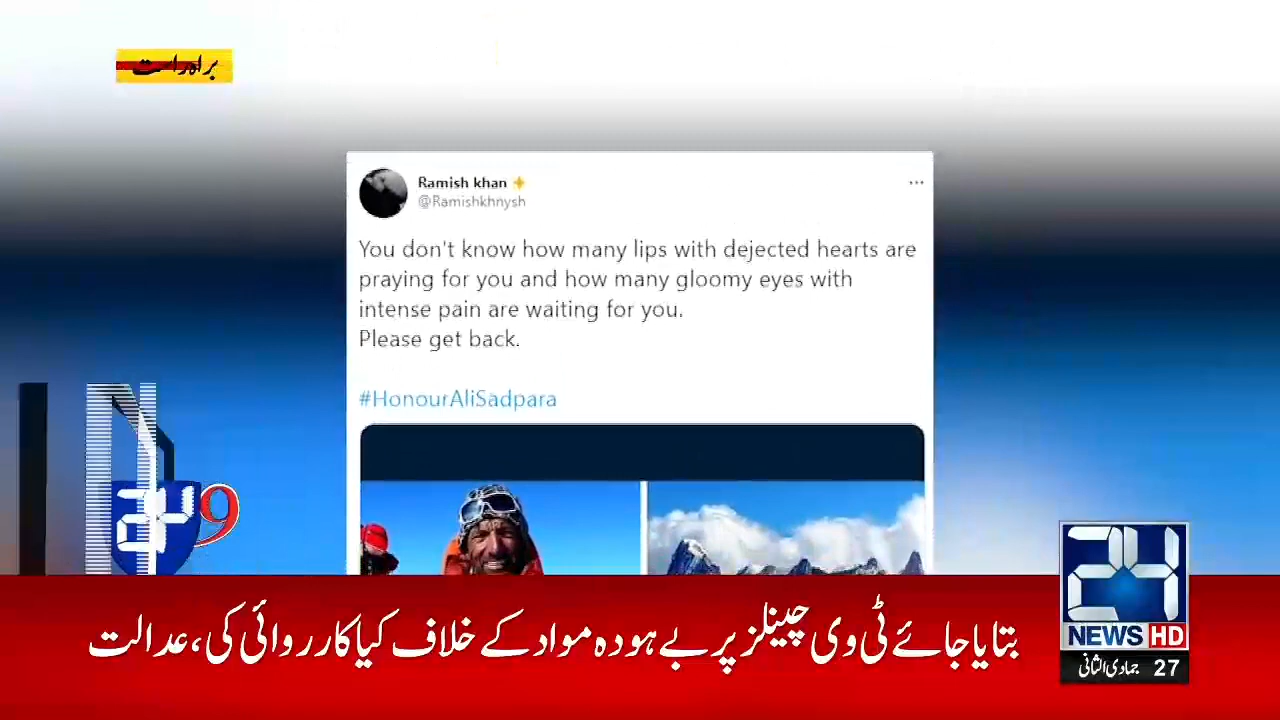 براہ راست
Ramish khan
@Ramishkhnysh
You don't know how many lips with dejected hearts are
praying for you and how many gloomy eyes with
intense pain are waiting for you.
Please get back.
#HonourAliSadpara
24
9
24
NEWS HD
بتایا جائے ٹی وی چینلز پر بے ہودہ مواد کے خلاف کیا کارروائی کی، عدالت
27 جمادی الثانی